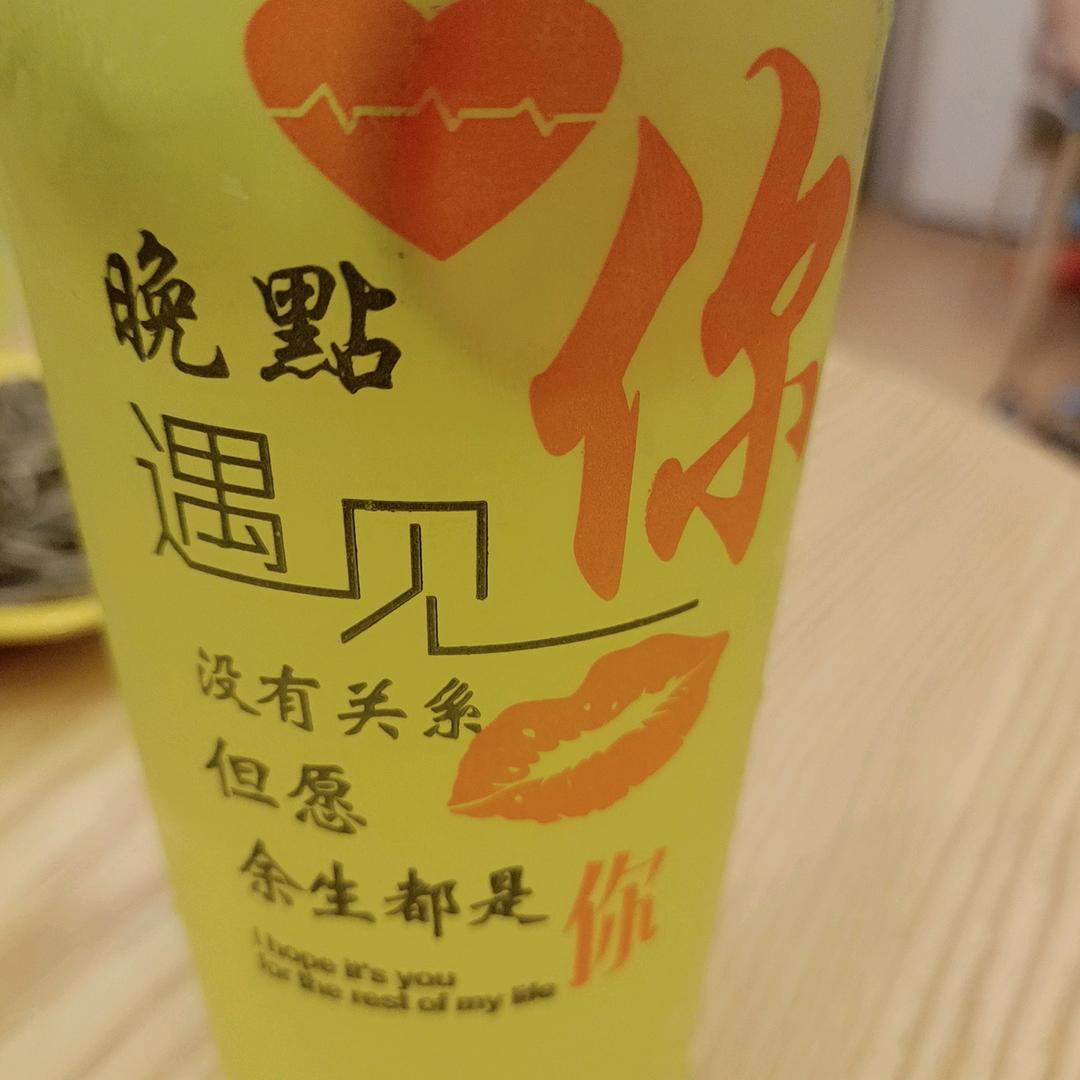 晚點
遇见你
没有关系
但愿
余生都是你
I hope it's you
for the rest of my life